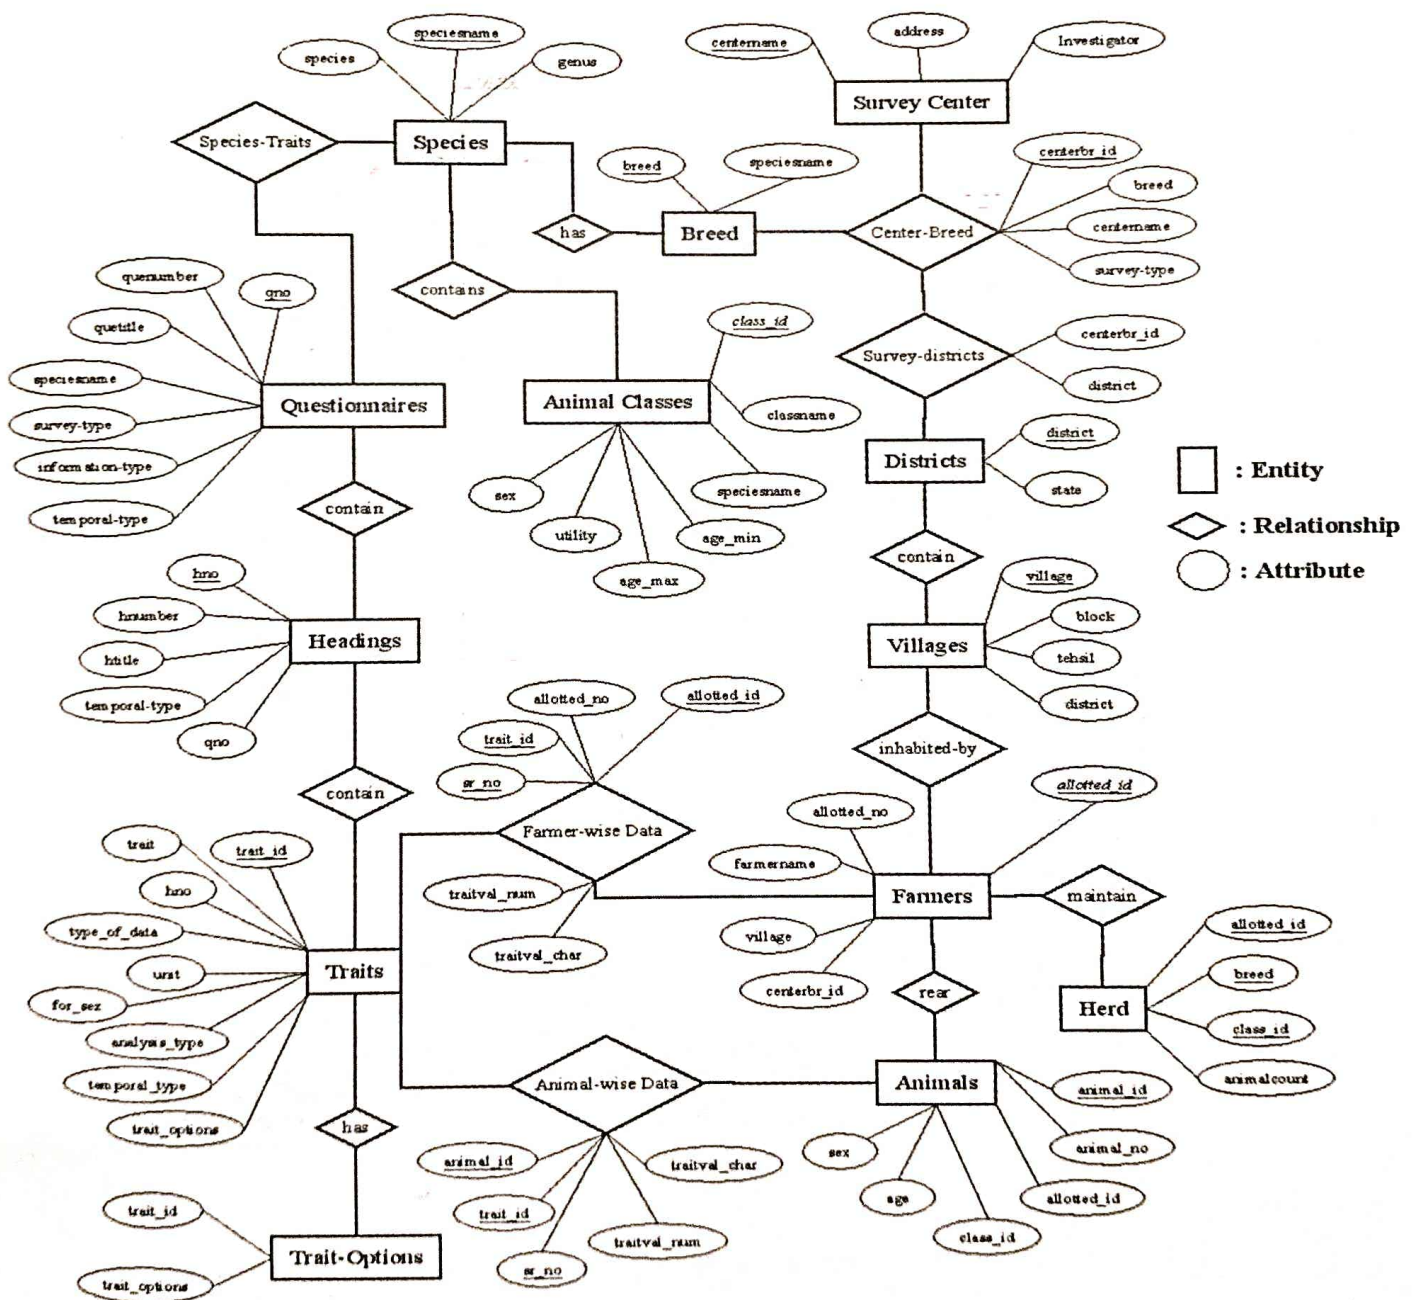 speciesname
species
genus
Species-Traits
Species
has
contains
breed
speciesname
Breed
centername
address
Investigator
Survey Center
centerbr_id
breed
centername
survey-type
Center-Breed
Survey-districts
centerbr_id
district
quenumber
qno
quetitle
speciesname
survey-type
information-type
temporal-type
Questionnaires
class_id
classname
speciesname
age_min
age_max
utility
sex
Animal Classes
Districts
district
state
: Entity
: Relationship
: Attribute
contain
contain
hno
hnumber
htitle
temporal-type
qno
Headings
village
block
tehsil
district
Villages
inhabited-by
contain
allotted_no
allotted_id
trait_id
sr_no
Farmer-wise Data
traitval_num
traitval_char
allotted_no
allotted_id
farmername
village
centerbr_id
Farmers
maintain
rear
allotted_id
breed
class_id
animalcount
Herd
trait
trait_id
hno
type_of_data
unit
for_sex
analysis_type
temporal_type
trait_options
Traits
has
Animal-wise Data
animal_id
trait_id
sr_no
traitval_num
traitval_char
Animals
sex
age
class_id
allotted_id
animal_no
animal_id
trait_id
trait_options
Trait-Options